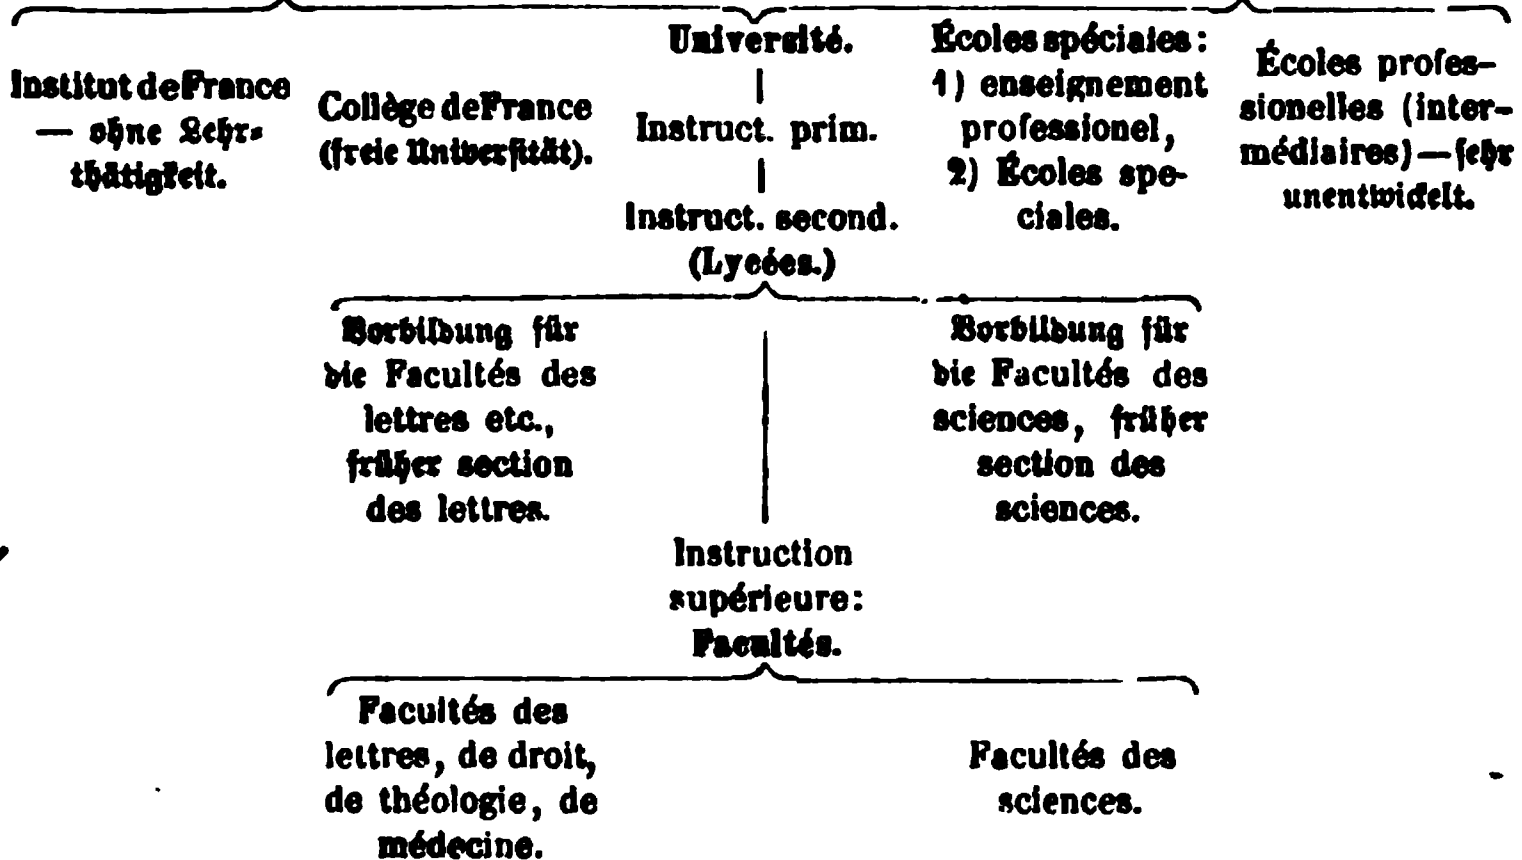 Institut de France
— ohne Lehr-
thätigkeit.
Collège de France
(freie Universität).
Université.
Instruct. prim.
Instruct. second.
(Lycées.)
Écoles spéciales:
1) enseignement
professionel,
2) Écoles spe-
ciales.
Écoles profes-
sionelles (inter-
médiaires) — sehr
unentwickelt.
Vorbildung für
die Facultés des
lettres etc.,
früher section
des lettres.
Vorbildung für
die Facultés des
sciences, früher
section des
sciences.
Instruction
supérieure:
Facultés.
Facultés des
lettres, de droit,
de théologie, de
médecine.
Facultés des
sciences.